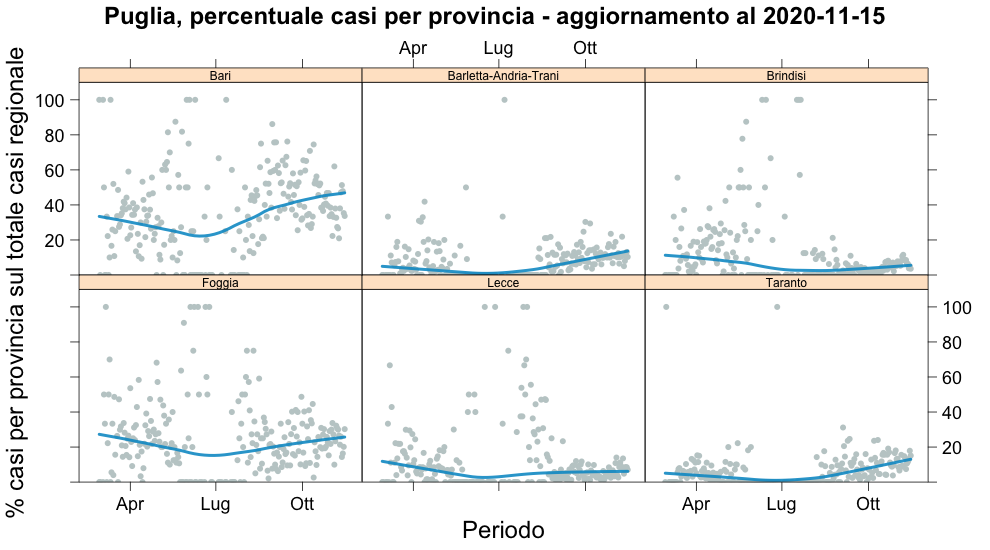 Puglia, percentuale casi per provincia - aggiornamento al 2020-11-15
Apr Lug Ott
Bari Barletta-Andria-Trani Brindisi
100
80
60
40
20
Foggia Lecce Taranto
100
80
60
40
20
Apr Lug Ott Apr Lug Ott
Periodo
% casi per provincia sul totale casi regionale